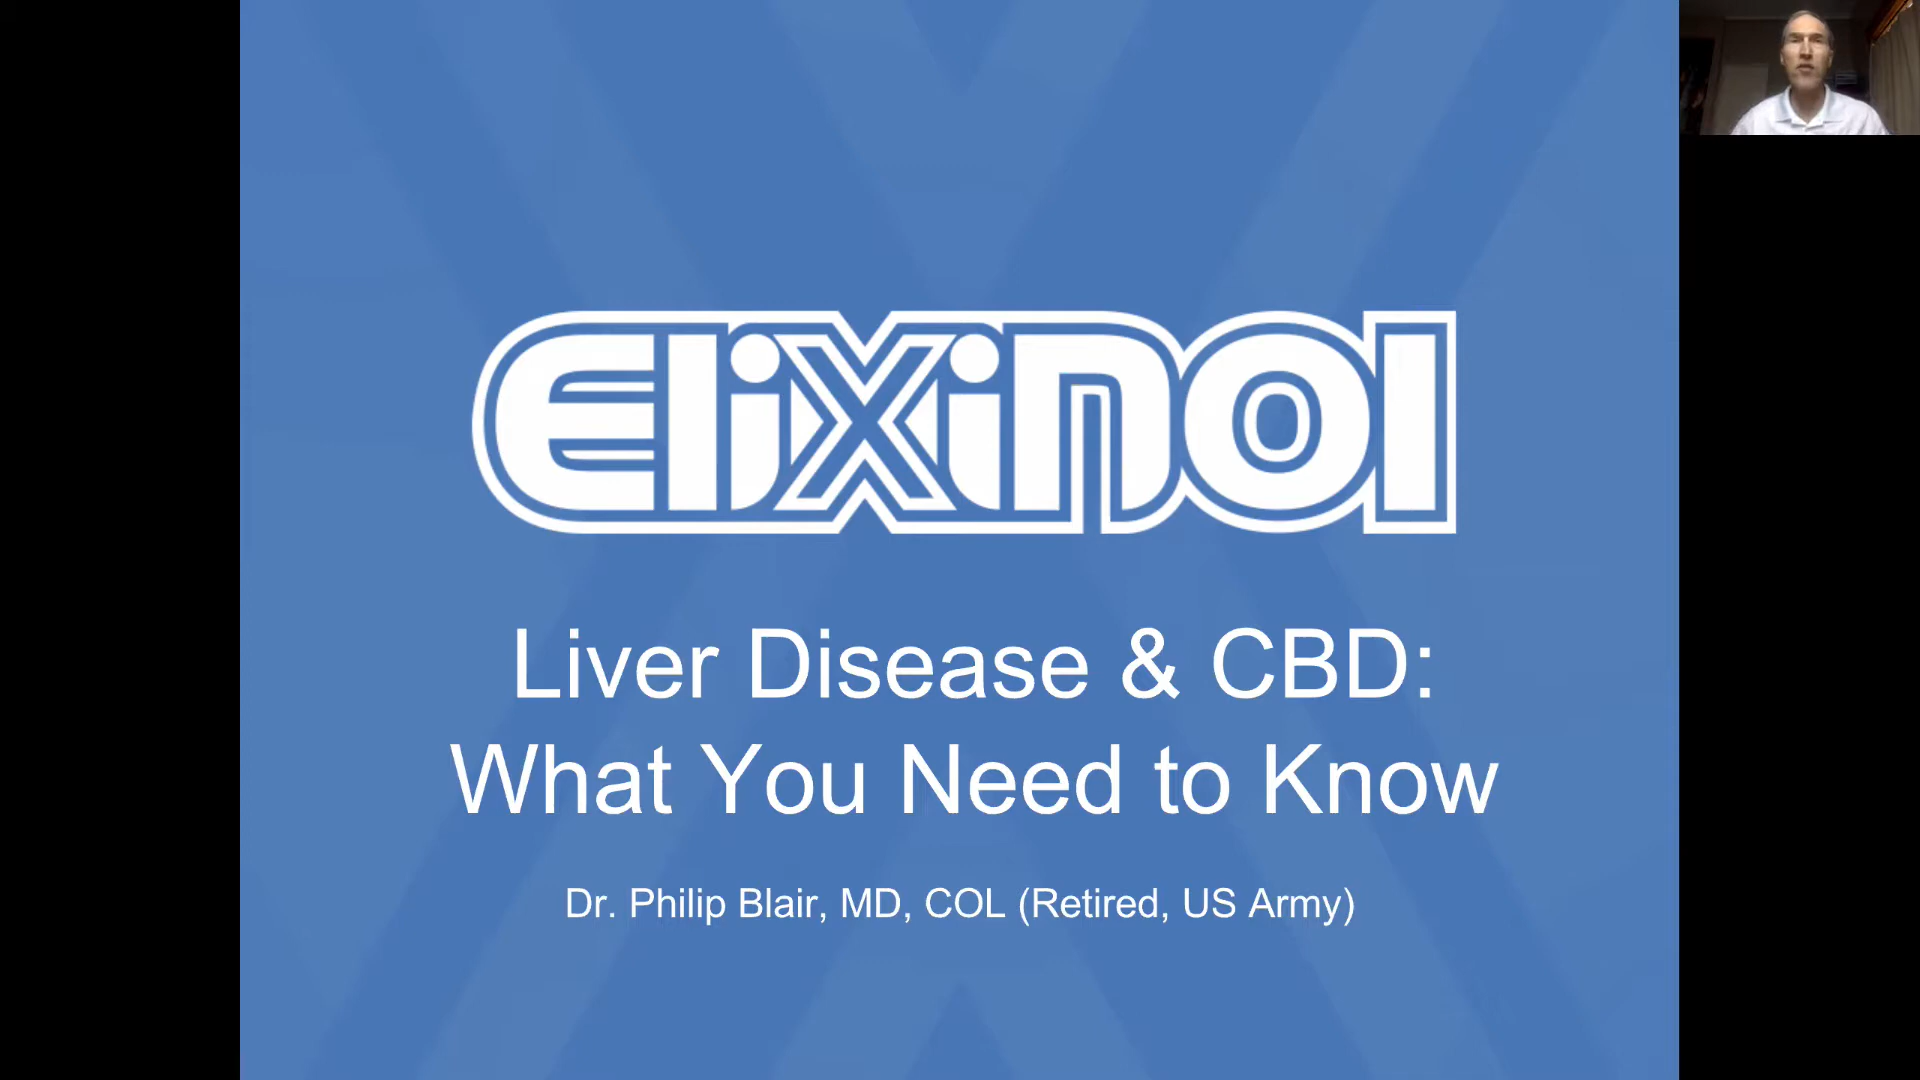 Elixinol
Liver Disease & CBD:
What You Need to Know
Dr. Philip Blair, MD, COL (Retired, US Army)